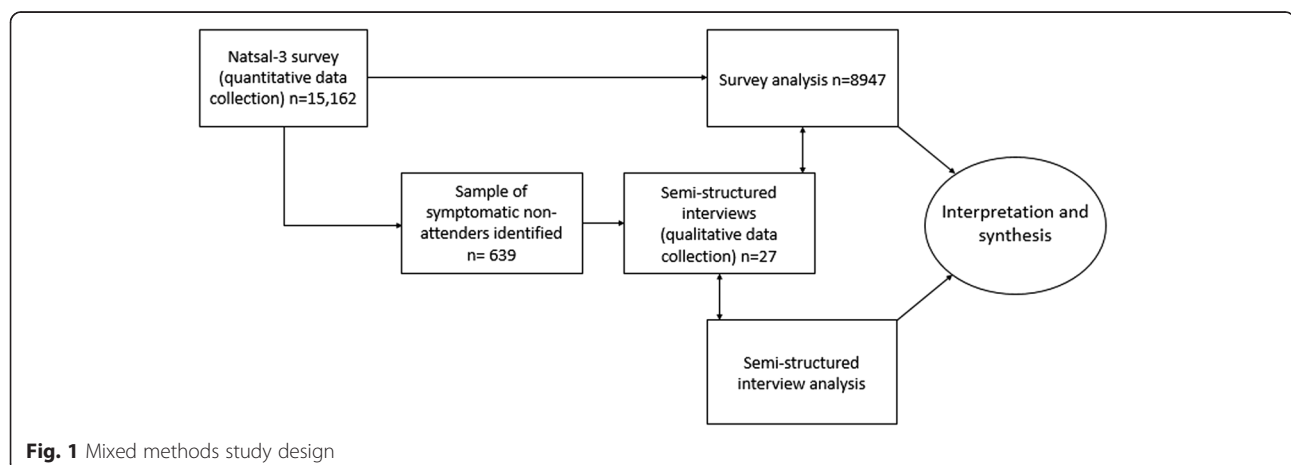 Natsal-3 survey
(quantitative data
collection) n=15,162
Survey analysis n=8947
Sample of
symptomatic non-
attenders identified
n= 639
Semi-structured
interviews
(qualitative data
collection) n=27
Interpretation and
synthesis
Semi-structured
interview analysis
Fig. 1 Mixed methods study design